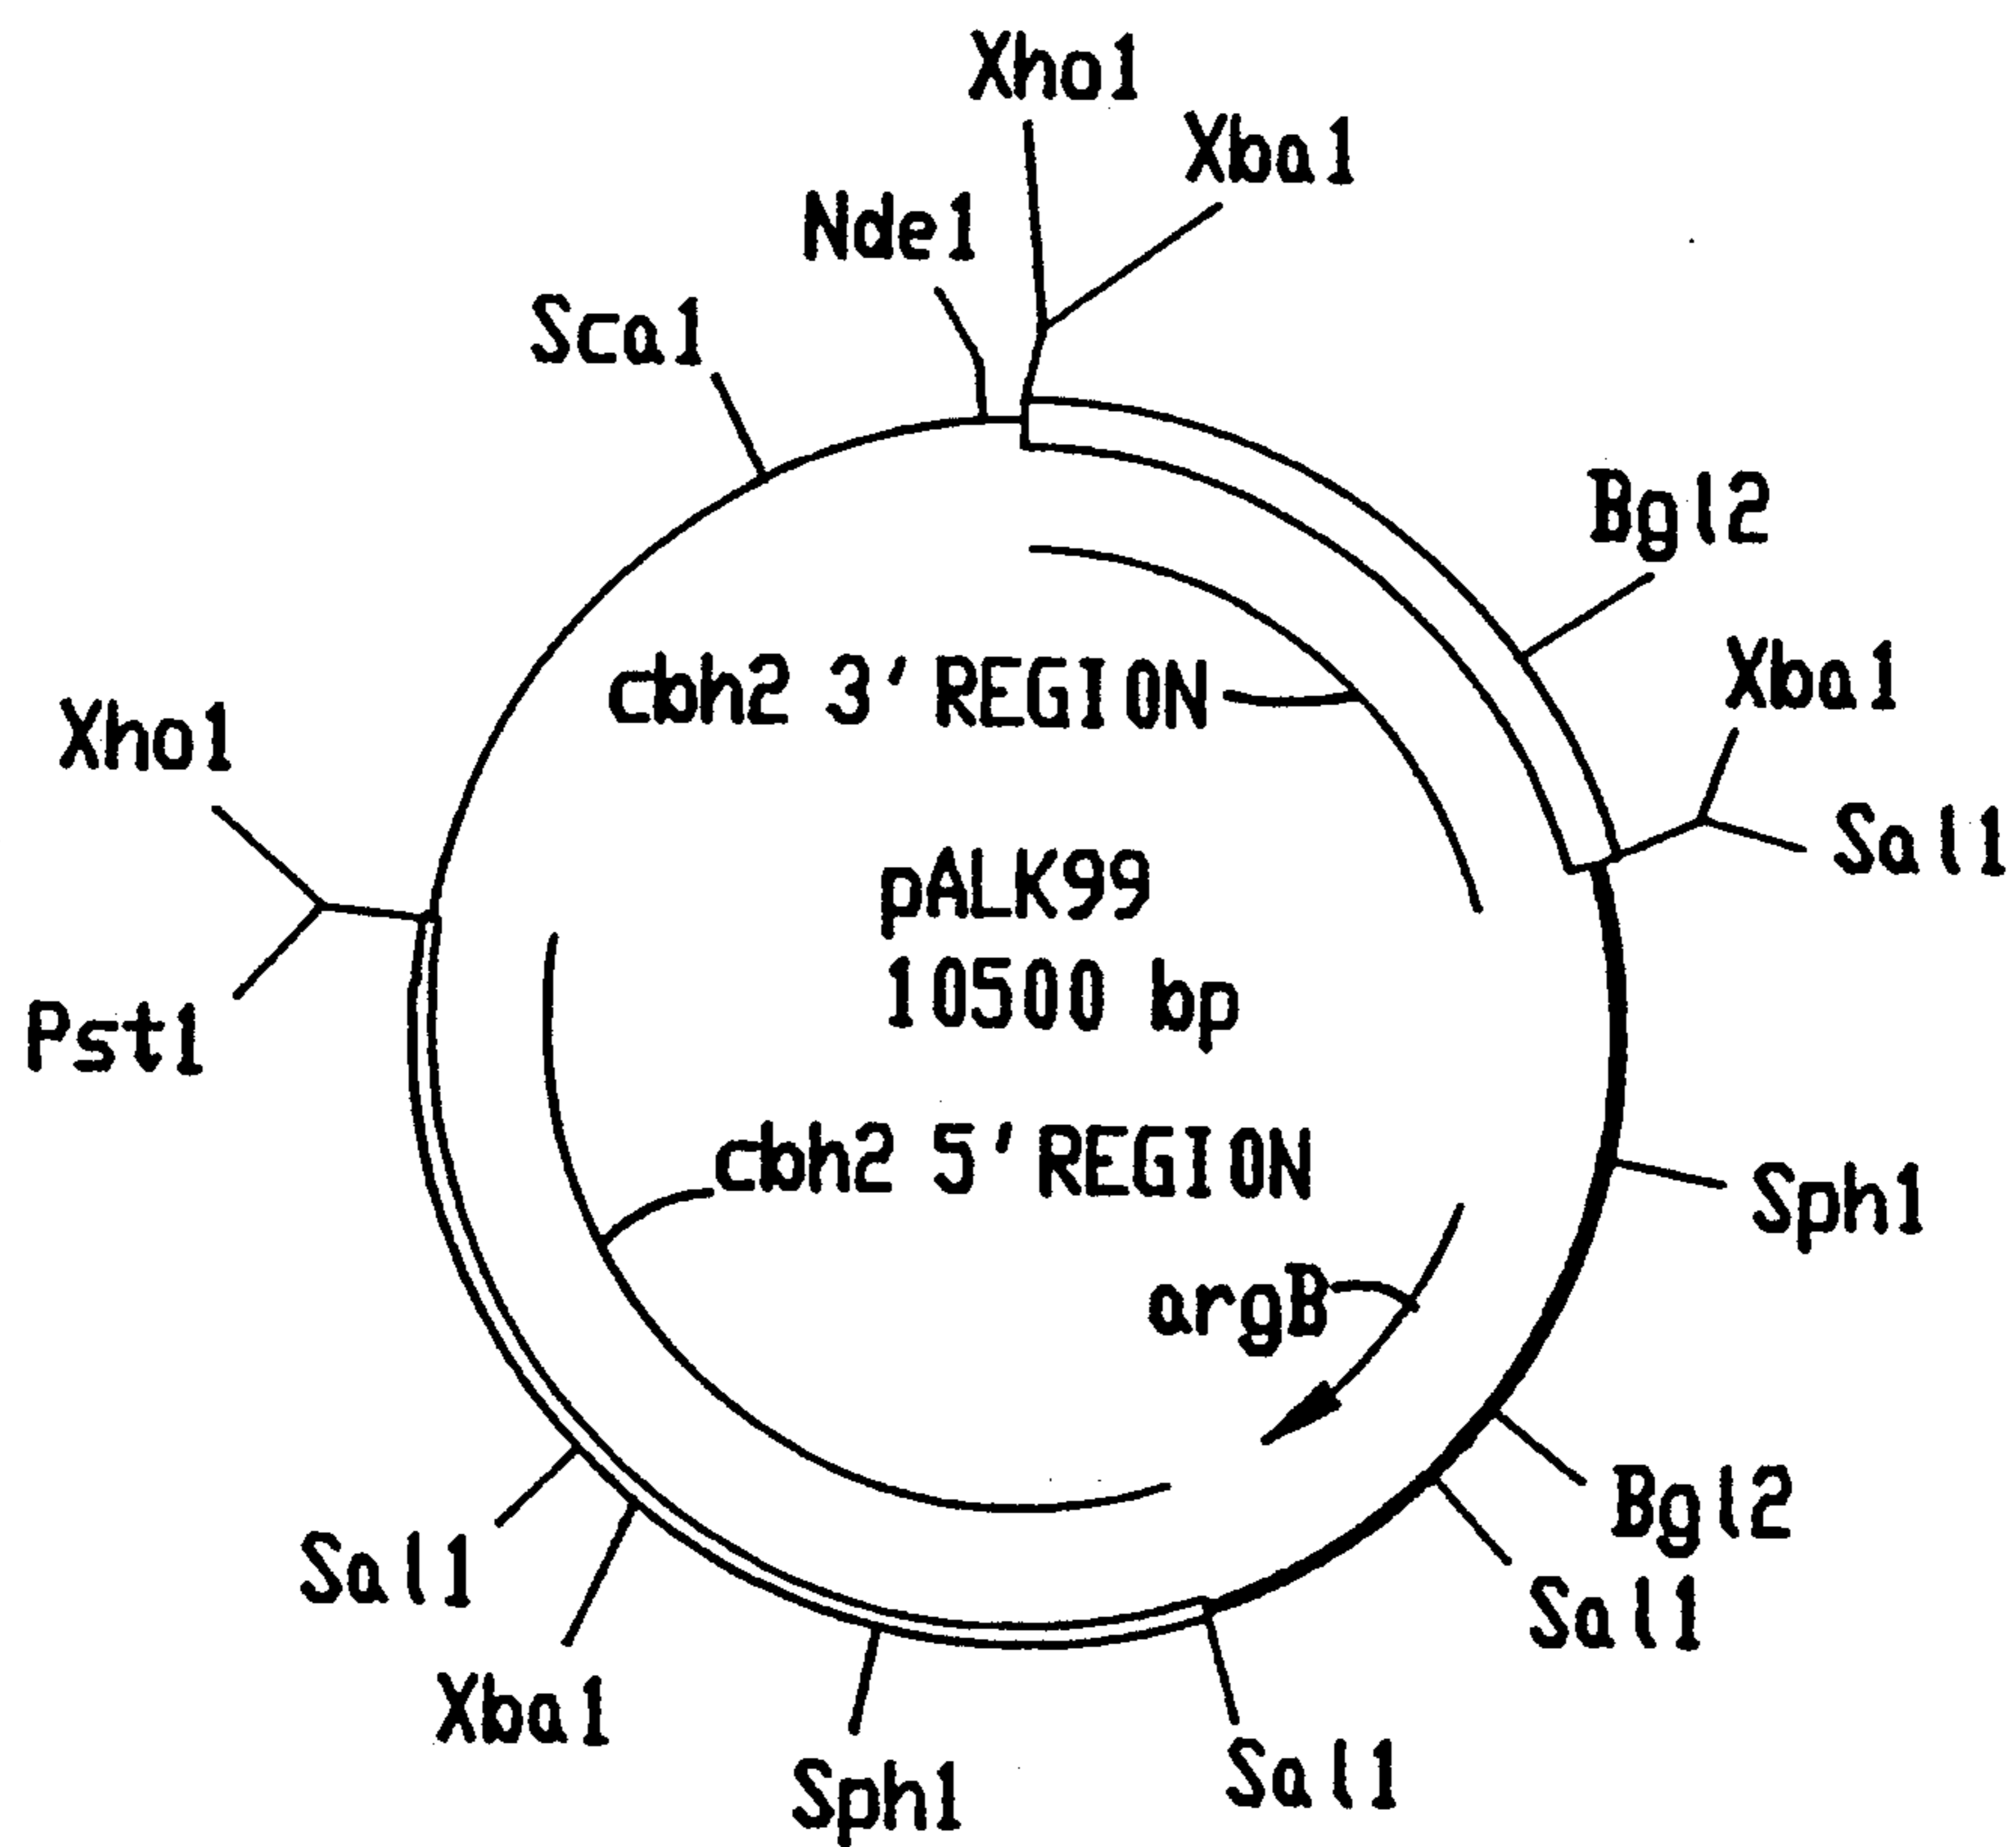 Xho1
Xba1
Nde1
Sca1
Bgl2
cbh2 3' REGION
Xba1
Xho1
Sal1
pALK99
10500 bp
Pst1
cbh2 5' REGION
Sph1
argB
Bgl2
Sal1
Sal1
Xba1
Sal1
Sph1